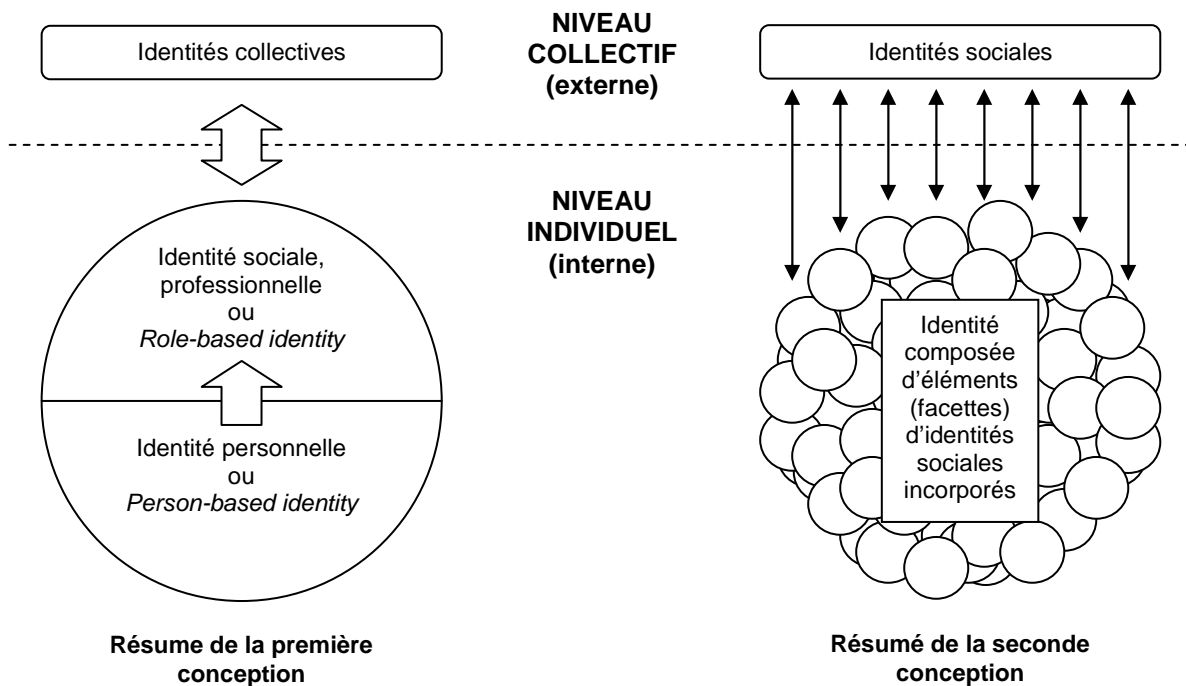 Identités collectives
NIVEAU
COLLECTIF
(externe)
Identités sociales
NIVEAU
INDIVIDUEL
(interne)
Identité sociale,
professionnelle
ou
Role-based identity
Identité personnelle
ou
Person-based identity
Identité
composée
d’éléments
(facettes)
d’identités
sociales
incorporés
Résume de la première
conception
Résumé de la seconde
conception